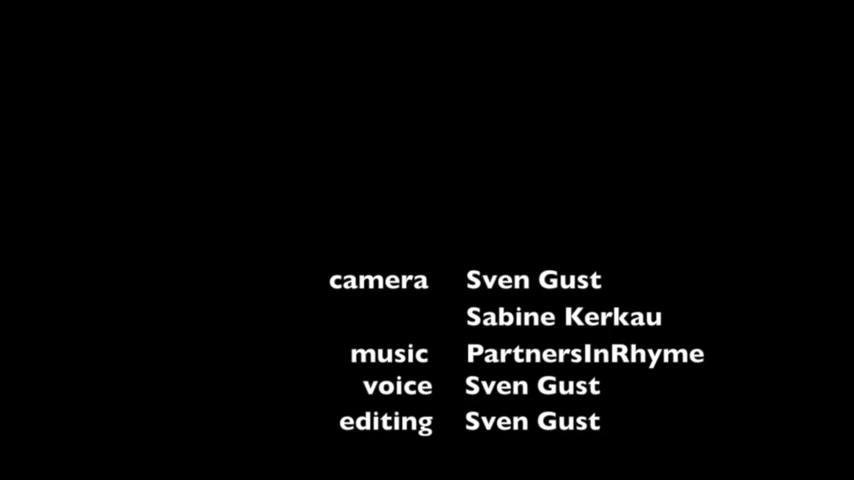 camera Sven Gust
Sabine Kerkau
music PartnersInRhyme
voice Sven Gust
editing Sven Gust